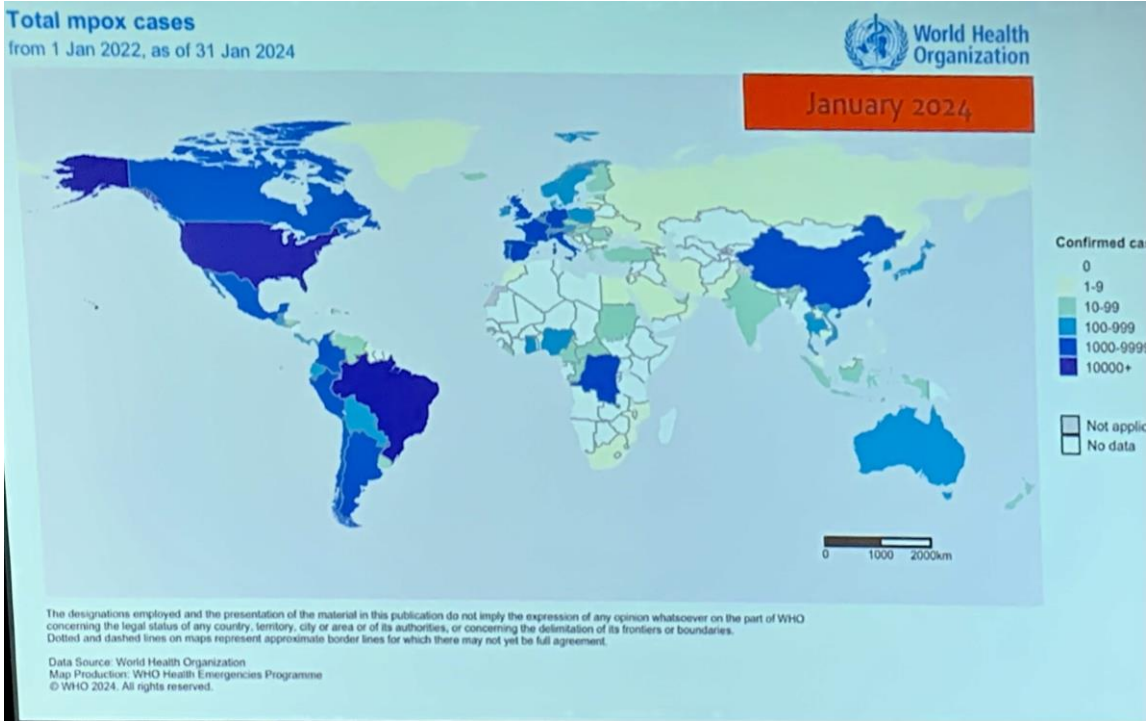 Total mpox cases
from 1 Jan 2022, as of 31 Jan 2024
World Health
Organization
January 2024
Confirmed ca
0
1-9
10-99
100-999
1000-9999
10000+
Not applic
No data
0 1000 2000km
The designations employed and the presentation of the material in this publication do not imply the expression of any opinion whatsoever on the part of WHO
concerning the legal status of any country, territory, city or area or of its authorities, or concerning the delimitation of its frontiers or boundaries.
Dotted and dashed lines on maps represent approximate border lines for which there may not yet be full agreement.
Data Source: World Health Organization
Map Production: WHO Health Emergencies Programme
© WHO 2024. All rights reserved.